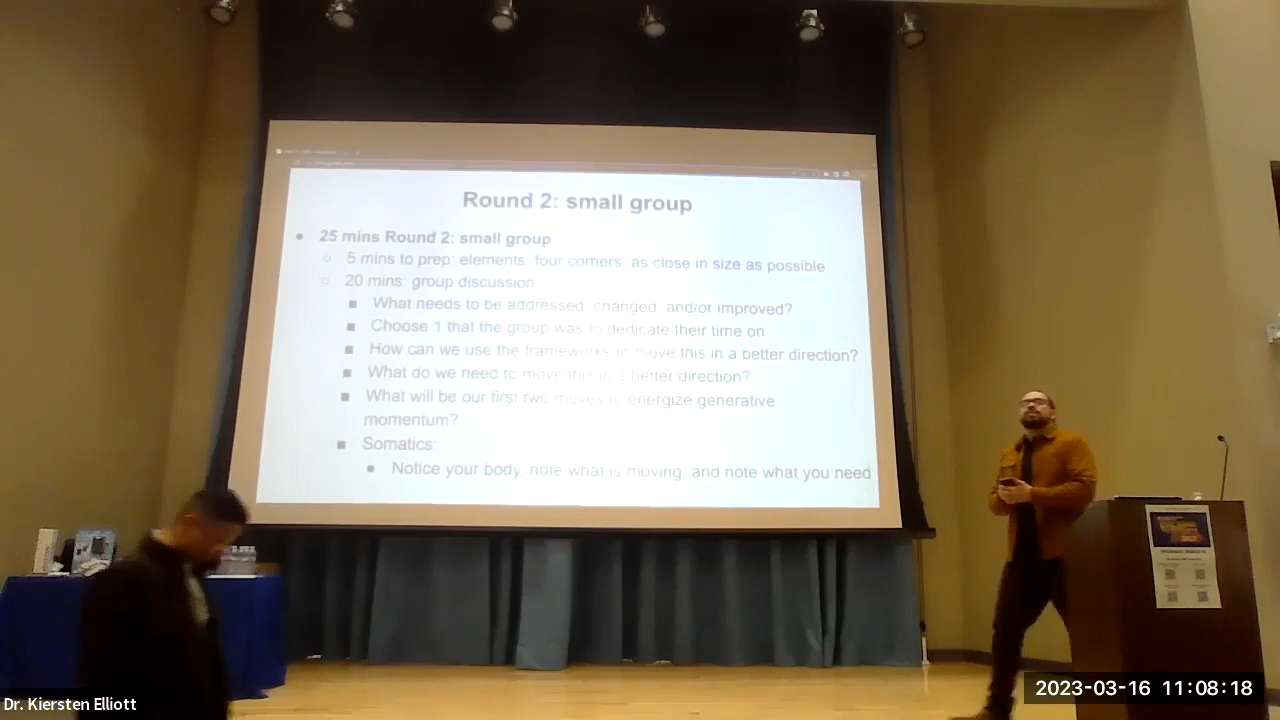 Round 2: small group
25 mins Round 2: small group
5 mins to prep: elements, four corners, as close in size as possible
20 mins: group discussion
What needs to be addressed, changed, and/or improved?
Choose 1 that the group was to dedicate their time on
How can we use the frameworks to move this in a better direction?
What do we need to move this in a better direction?
What will be our first two moves to energize generative
momentum?
Somatics:
Notice your body, note what is moving, and note what you need
Dr. Kiersten Elliott
2023-03-16 11:08:18